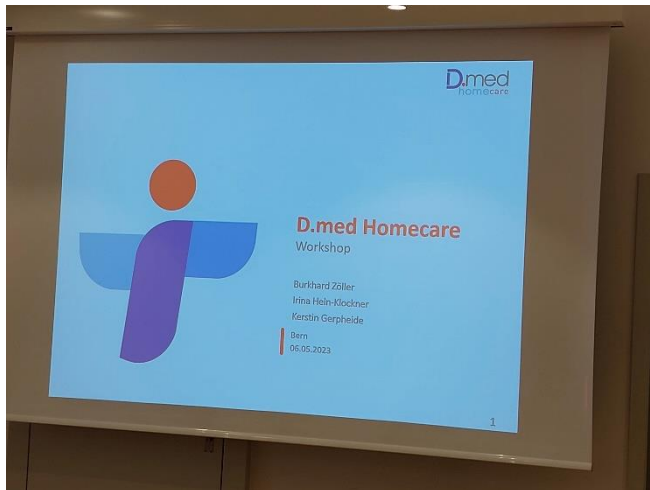 D.med
homecare
D.med Homecare
Workshop
Burkhard Zöller
Irina Hein-Klockner
Kerstin Gerpheide
Bern
06.05.2023
1